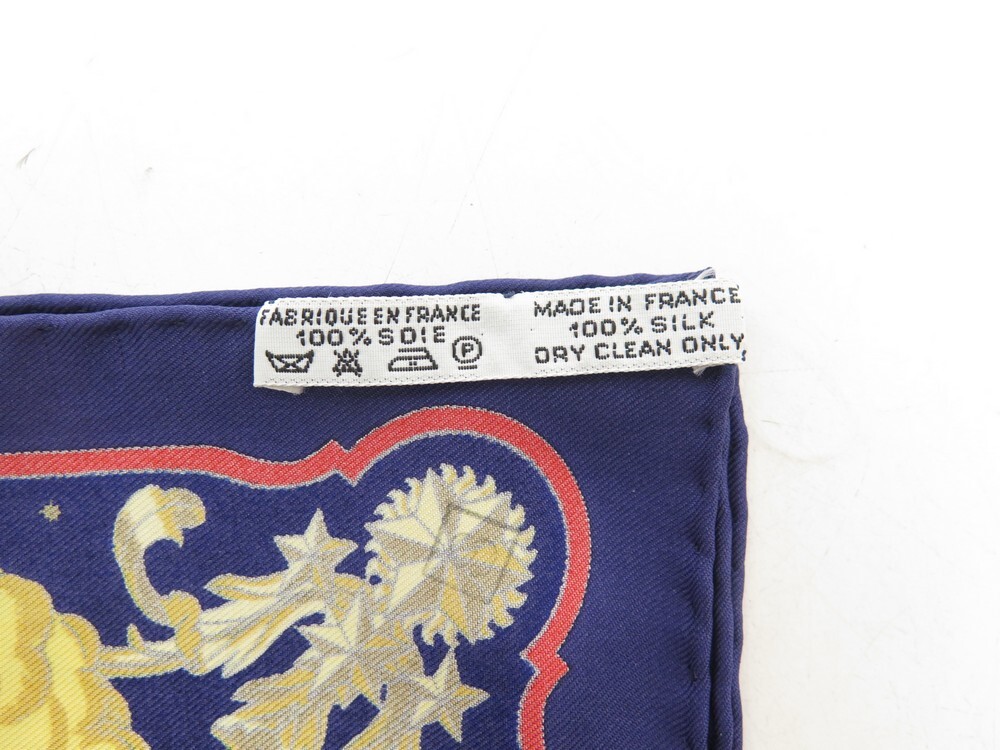 FABRIQUE EN FRANCE
100% SOIE
P
MADE IN FRANCE
100% SILK
DRY CLEAN ONLY